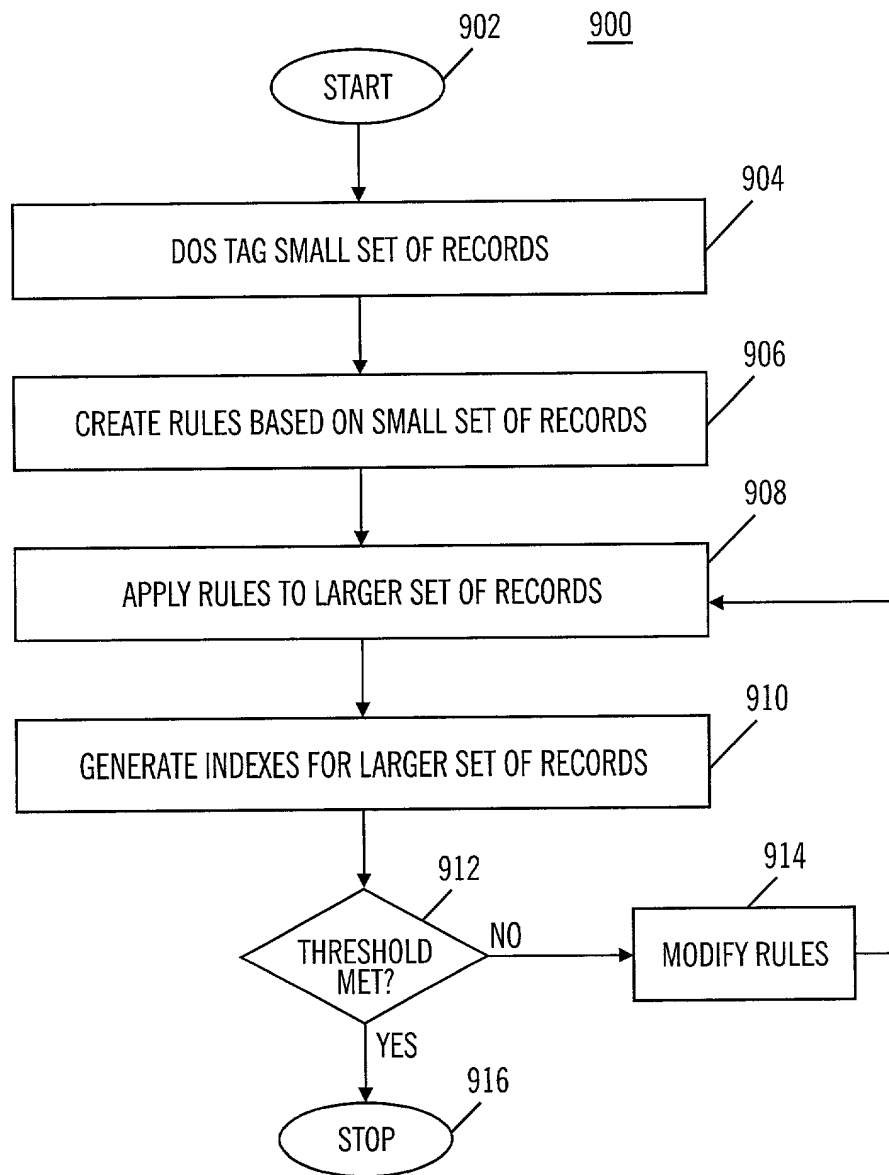 902
900
START
904
DOS TAG SMALL SET OF RECORDS
906
CREATE RULES BASED ON SMALL SET OF RECORDS
908
APPLY RULES TO LARGER SET OF RECORDS
910
GENERATE INDEXES FOR LARGER SET OF RECORDS
912
914
THRESHOLD
MET?
NO
MODIFY RULES
YES
916
STOP